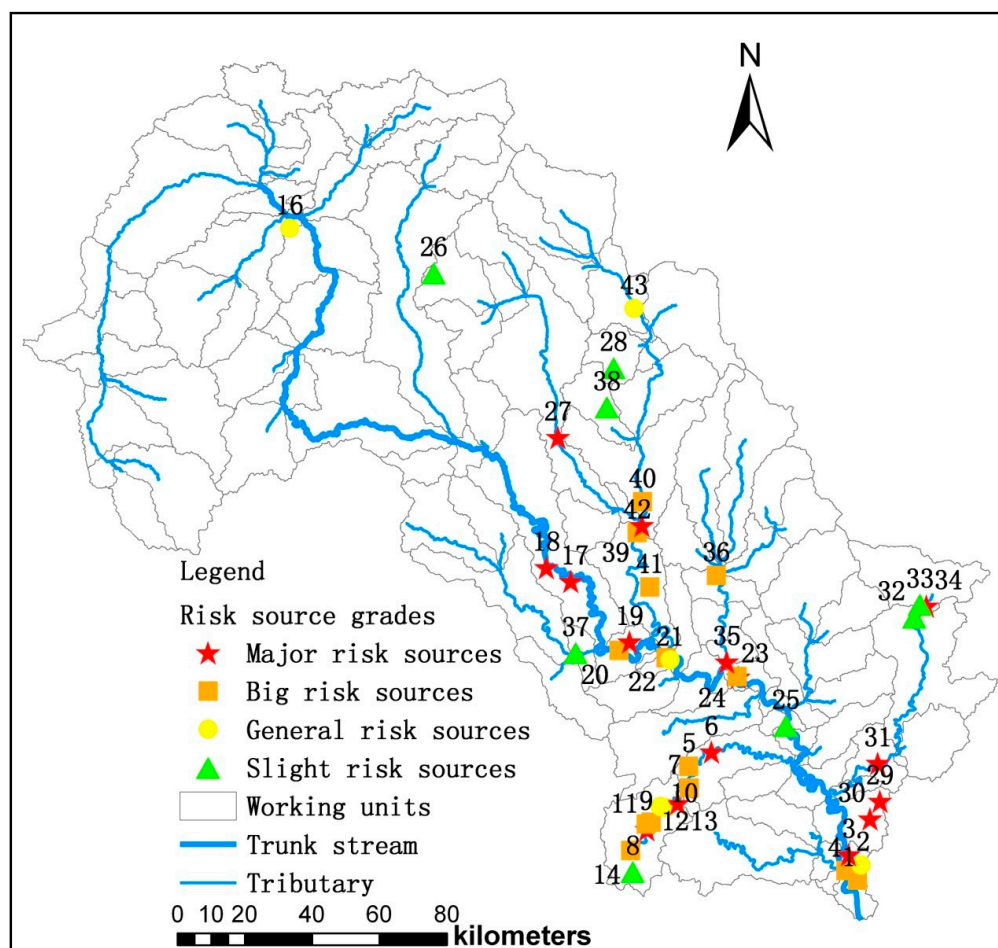 N
16
26
43
28
38
27
40
42
39
18 17
41
36
32 3334
19
21
37
20
22
35
23
24
25
6
5
7
10
119
1213
8
14
31
29
30
3 2
4 1
Legend
Risk source grades
Major risk sources
Big risk sources
General risk sources
Slight risk sources
Working units
Trunk stream
Tributary
0 10 20 40 60 80
kilometers